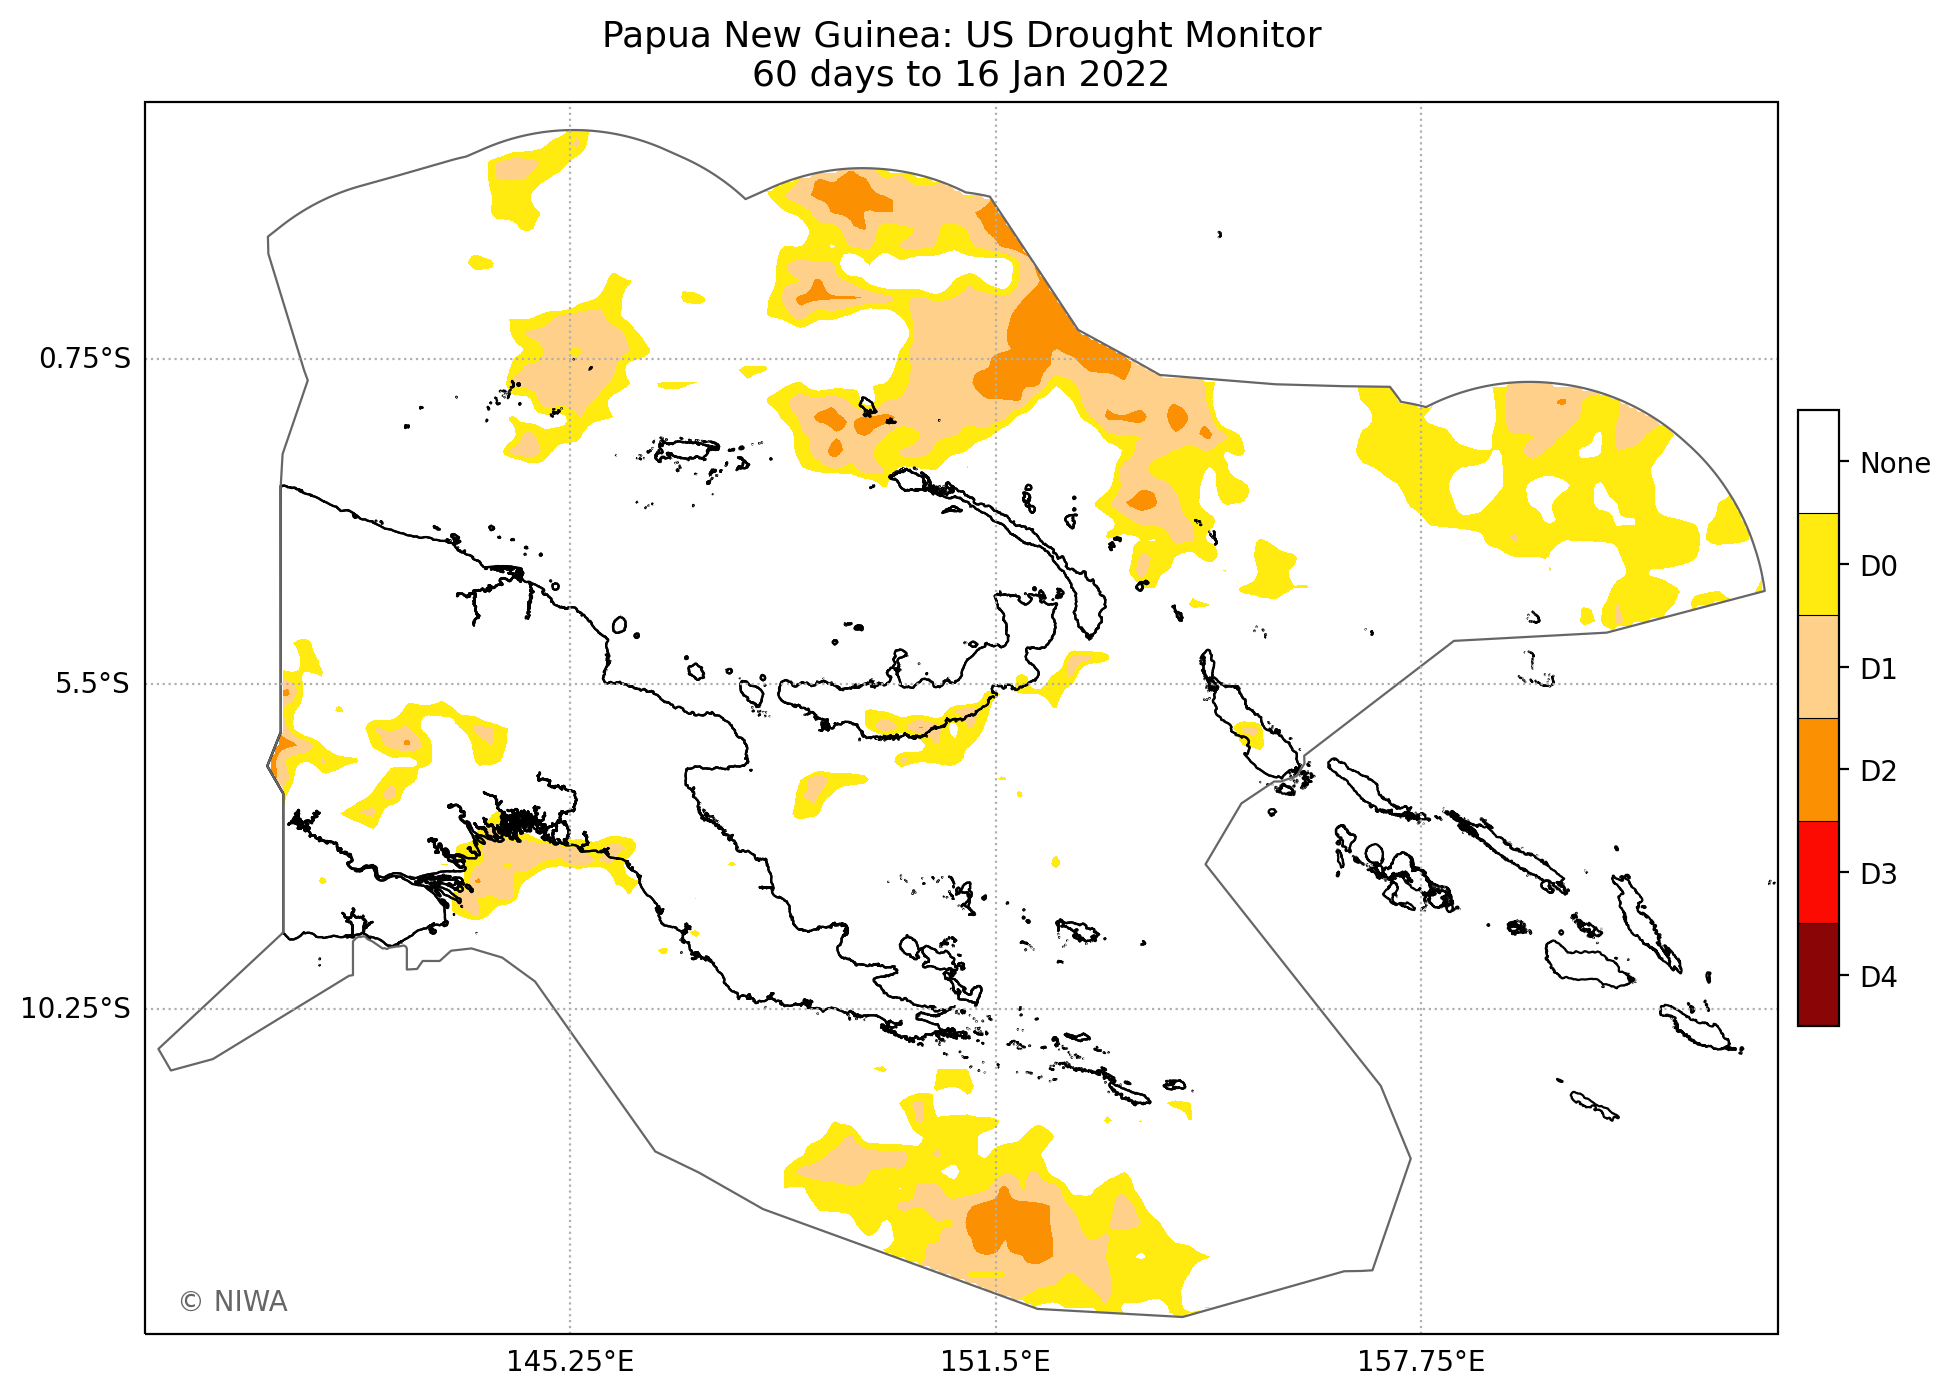 Papua New Guinea: US Drought Monitor
60 days to 16 Jan 2022
0.75°S
5.5°S
10.25°S
145.25°E
151.5°E
157.75°E
None
D0
D1
D2
D3
D4
© NIWA